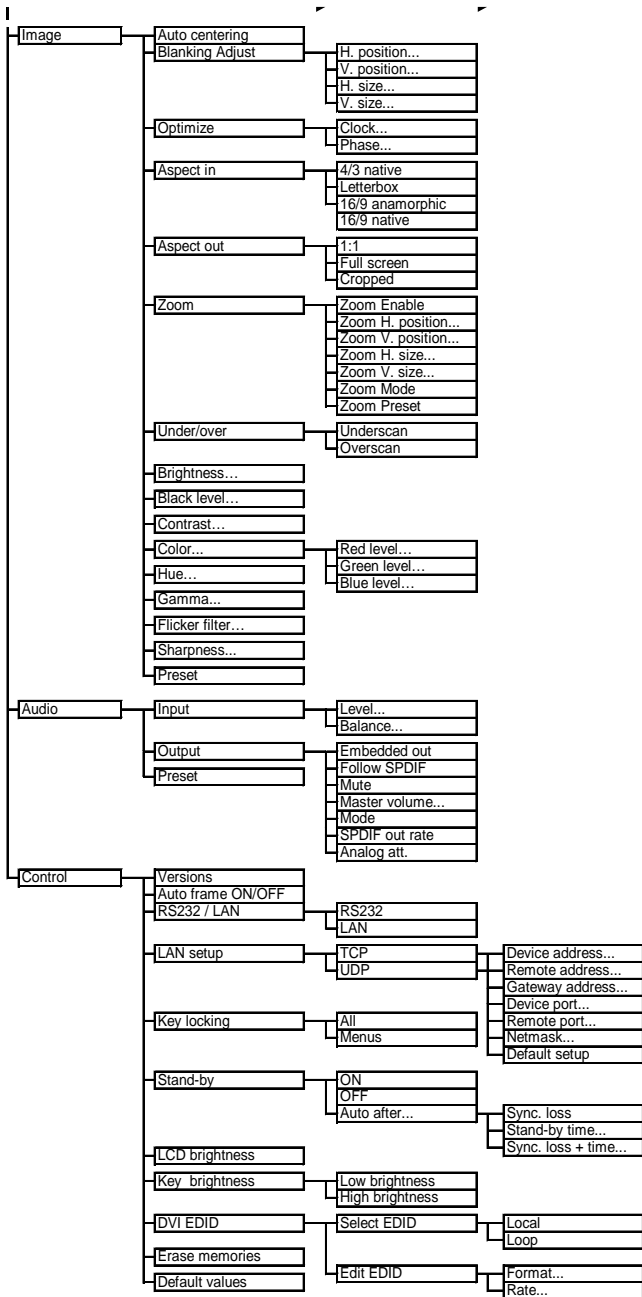 Image
Auto centering
Blanking Adjust
H. position...
V. position...
H. size...
V. size...
Optimize
Clock...
Phase...
Aspect in
4/3 native
Letterbox
16/9 anamorphic
16/9 native
Aspect out
1:1
Full screen
Cropped
Zoom
Zoom Enable
Zoom H. position...
Zoom V. position...
Zoom H. size...
Zoom V. size...
Zoom Mode
Zoom Preset
Under/over
Underscan
Overscan
Brightness…
Black level…
Contrast…
Color...
Red level…
Green level…
Blue level…
Hue…
Gamma...
Flicker filter…
Sharpness...
Preset
Audio
Input
Level...
Balance...
Output
Embedded out
Follow SPDIF
Mute
Master volume...
Mode
SPDIF out rate
Analog att.
Preset
Control
Versions
Auto frame ON/OFF
RS232 / LAN
RS232
LAN
LAN setup
TCP
UDP
Device address...
Remote address...
Gateway address...
Device port...
Remote port...
Netmask...
Default setup
Key locking
All
Menus
Stand-by
ON
OFF
Auto after...
Sync. loss
Stand-by time...
Sync. loss + time...
LCD brightness
Key brightness
Low brightness
High brightness
DVI EDID
Select EDID
Local
Loop
Edit EDID
Format...
Rate...
Erase memories
Default values